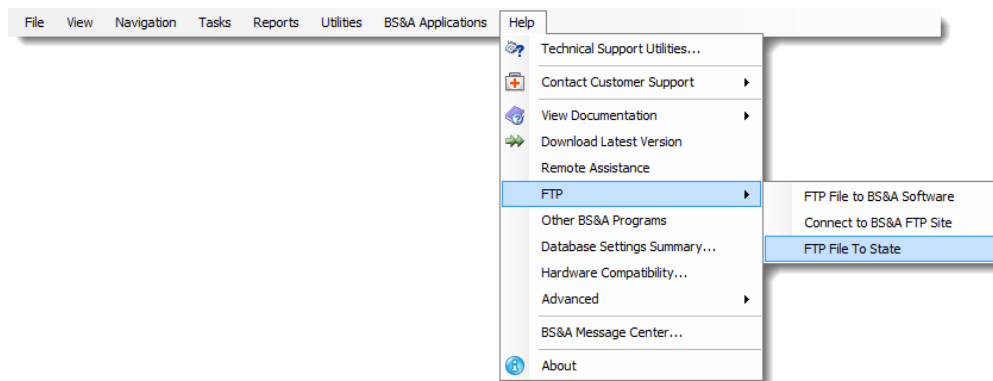 File View Navigation Tasks Reports Utilities BS&A Applications Help
Technical Support Utilities...
Contact Customer Support
View Documentation
Download Latest Version
Remote Assistance
FTP
FTP File to BS&A Software
Other BS&A Programs
Connect to BS&A FTP Site
Database Settings Summary...
FTP File To State
Hardware Compatibility...
Advanced
BS&A Message Center...
About